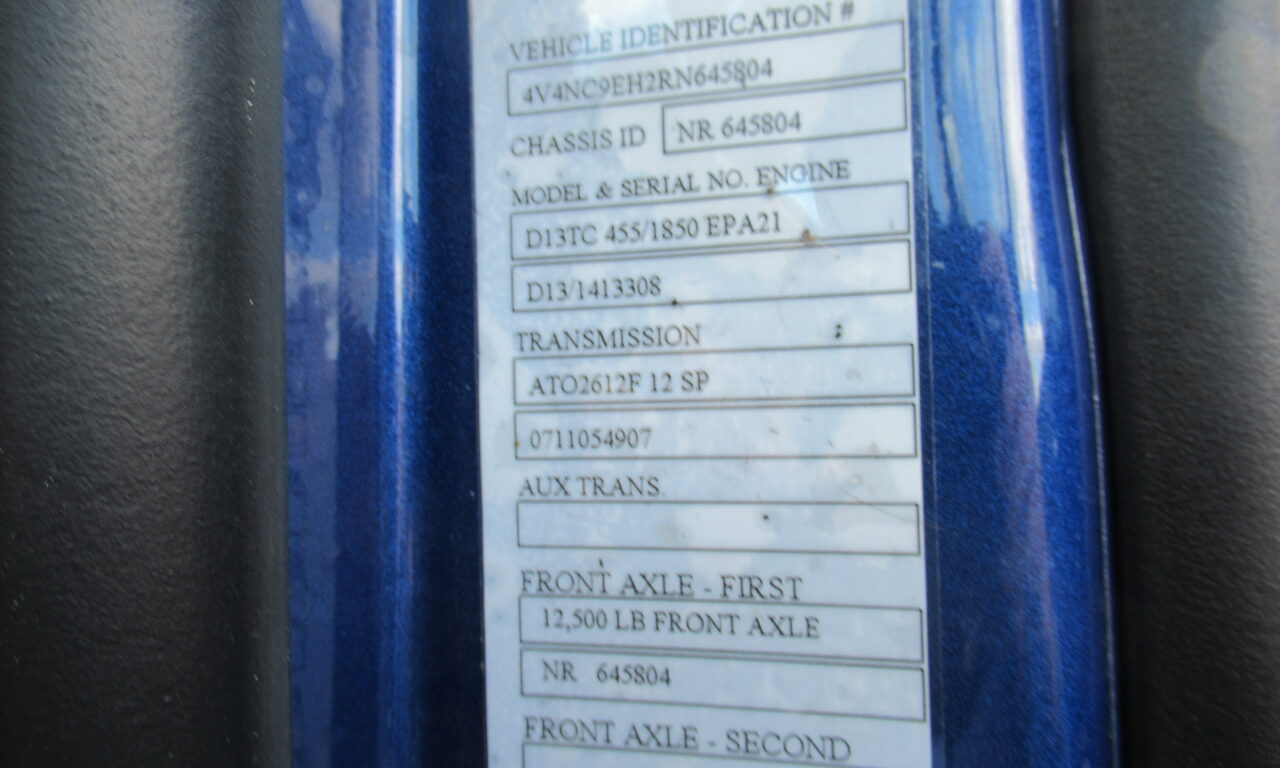 VEHICLE IDENTIFICATION #
4V4NC9EH2RN645804
CHASSIS ID NR 645804
MODEL & SERIAL NO. ENGINE
D13TC 455/1850 EPA21
D13/1413308
TRANSMISSION
ATO2612F 12 SP
0711054907
AUX TRANS.
FRONT AXLE - FIRST
12,500 LB FRONT AXLE
NR 645804
FRONT AXLE - SECOND